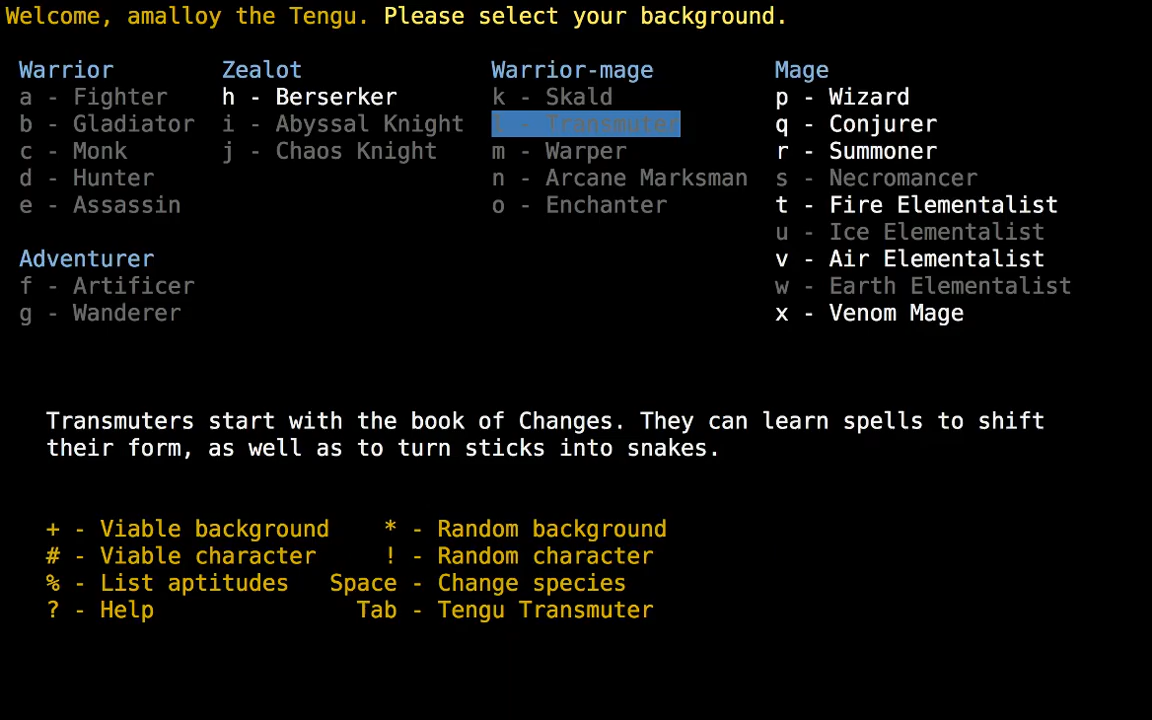 Welcome, amalloy the Tengu. Please select your background.
Warrior Zealot Warrior-mage Mage
a - Fighter h - Berserker k - Skald p - Wizard
b - Gladiator i - Abyssal Knight l - Transmuter q - Conjurer
c - Monk j - Chaos Knight m - Warper r - Summoner
d - Hunter n - Arcane Marksman s - Necromancer
e - Assassin o - Enchanter t - Fire Elementalist
u - Ice Elementalist
Adventurer v - Air Elementalist
f - Artificer w - Earth Elementalist
g - Wanderer x - Venom Mage
Transmuters start with the book of Changes. They can learn spells to shift
their form, as well as to turn sticks into snakes.
+ - Viable background * - Random background
# - Viable character ! - Random character
% - List aptitudes Space - Change species
? - Help Tab - Tengu Transmuter